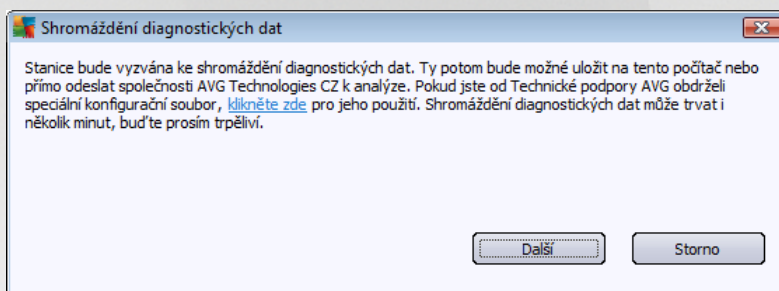 Shromáždění diagnostických dat
Stanice bude vyzvána ke shromáždění diagnostických dat. Ty potom bude možné uložit na tento počítač nebo
přímo odeslat společnosti AVG Technologies CZ k analýze. Pokud jste od Technické podpory AVG obdrželi
speciální konfigurační soubor, klikněte zde pro jeho použití. Shromáždění diagnostických dat může trvat i
několik minut, buďte prosím trpěliví.
Další
Storno